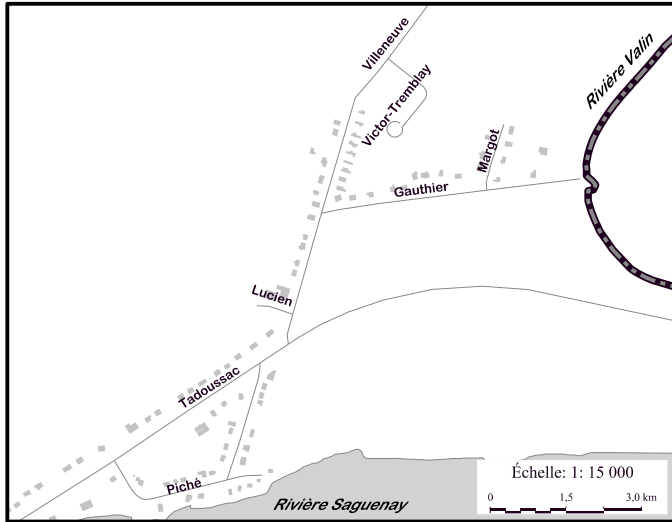 Villeneuve
Rivière Valin
Victor-Tremblay
Margot
Gauthier
Lucien
Tadoussac
Piché
Échelle: 1: 15 000
0 1,5 3,0 km
Rivière Saguenay